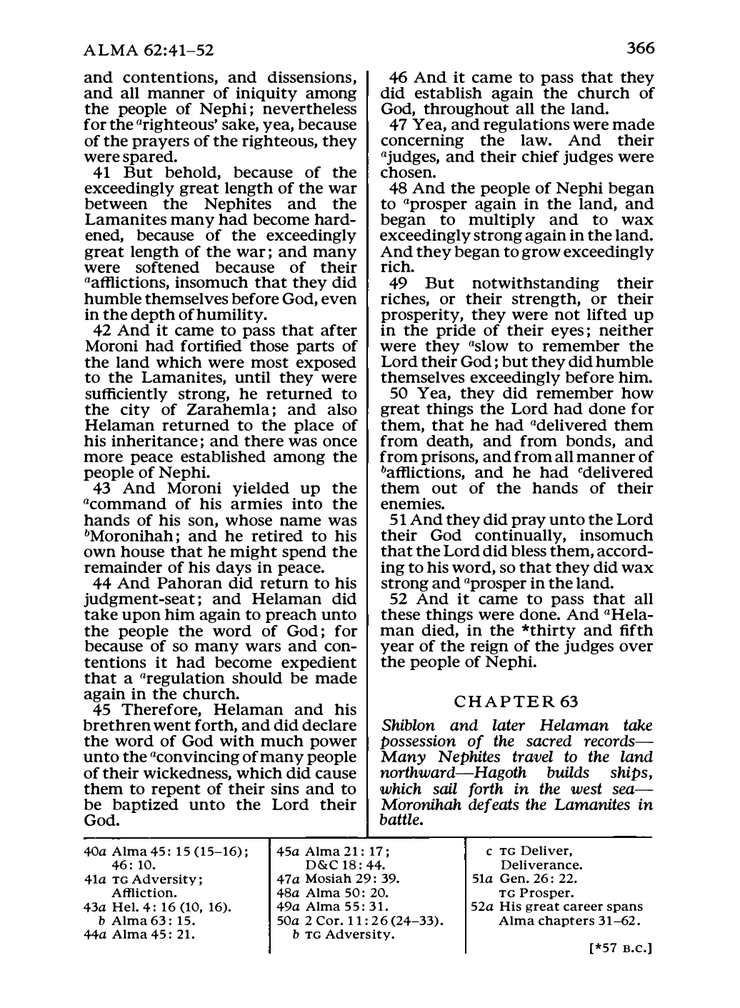 ALMA 62:41–52
366
and contentions, and dissensions,
and all manner of iniquity among
the people of Nephi; nevertheless
for the arighteous' sake, yea, because
of the prayers of the righteous, they
were spared.
41 But behold, because of the
exceedingly great length of the war
between the Nephites and the
Lamanites many had become hard-
ened, because of the exceedingly
great length of the war; and many
were softened because of their
aafflictions, insomuch that they did
humble themselves before God, even
in the depth of humility.
42 And it came to pass that after
Moroni had fortified those parts of
the land which were most exposed
to the Lamanites, until they were
sufficiently strong, he returned to
the city of Zarahemla; and also
Helaman returned to the place of
his inheritance; and there was once
more peace established among the
people of Nephi.
43 And Moroni yielded up the
acommand of his armies into the
hands of his son, whose name was
bMoronihah; and he retired to his
own house that he might spend the
remainder of his days in peace.
44 And Pahoran did return to his
judgment-seat; and Helaman did
take upon him again to preach unto
the people the word of God; for
because of so many wars and con-
tentions it had become expedient
that a aregulation should be made
again in the church.
45 Therefore, Helaman and his
brethren went forth, and did declare
the word of God with much power
unto the aconvincing of many people
of their wickedness, which did cause
them to repent of their sins and to
be baptized unto the Lord their
God.
46 And it came to pass that they
did establish again the church of
God, throughout all the land.
47 Yea, and regulations were made
concerning the law. And their
ajudges, and their chief judges were
chosen.
48 And the people of Nephi began
to aprosper again in the land, and
began to multiply and to wax
exceedingly strong again in the land.
And they began to grow exceedingly
rich.
49 But notwithstanding their
riches, or their strength, or their
prosperity, they were not lifted up
in the pride of their eyes; neither
were they aslow to remember the
Lord their God; but they did humble
themselves exceedingly before him.
50 Yea, they did remember how
great things the Lord had done for
them, that he had adelivered them
from death, and from bonds, and
from prisons, and from all manner of
bafflictions, and he had cdelivered
them out of the hands of their
enemies.
51 And they did pray unto the Lord
their God continually, insomuch
that the Lord did bless them, accord-
ing to his word, so that they did wax
strong and aprosper in the land.
52 And it came to pass that all
these things were done. And aHela-
man died, in the *thirty and fifth
year of the reign of the judges over
the people of Nephi.
CHAPTER 63
Shiblon and later Helaman take
possession of the sacred records—
Many Nephites travel to the land
northward—Hagoth builds ships,
which sail forth in the west sea—
Moronihah defeats the Lamanites in
battle.
40a Alma 45: 15 (15–16);
46: 10.
41a TG Adversity;
Affliction.
43a Hel. 4: 16 (10, 16).
b Alma 63: 15.
44a Alma 45: 21.
45a Alma 21: 17;
D&C 18: 44.
47a Mosiah 29: 39.
48a Alma 50: 20.
49a Alma 55: 31.
50a 2 Cor. 11: 26 (24–33).
b TG Adversity.
c TG Deliver,
Deliverance.
51a Gen. 26: 22.
TG Prosper.
52a His great career spans
Alma chapters 31–62.
[*57 B.C.]